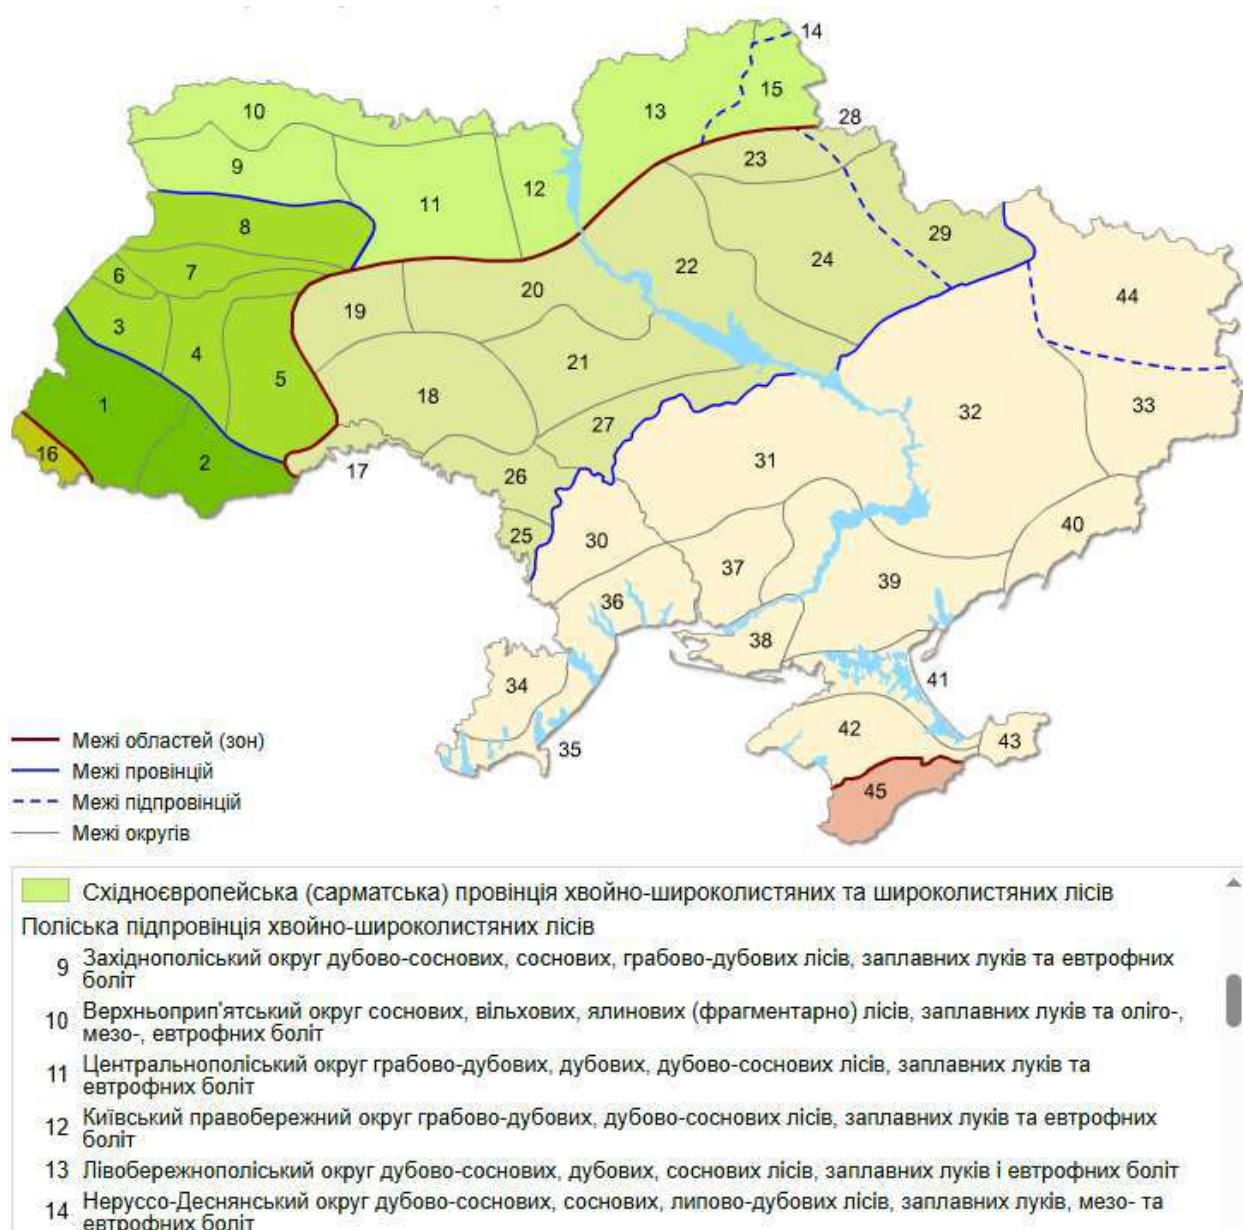 14
10
13
15
28
9
23
12
11
8
29
22
24
6
7
20
44
19
3
4
21
5
18
1
32
33
27
16
2
31
17
26
25
30
40
37
39
36
38
34
41
42
43
35
45
Межі областей (зон)
Межі провінцій
Межі підпровінцій
Межі округів
Східноєвропейська (сарматська) провінція хвойно-широколистяних та широколистяних лісів
Поліська підпровінція хвойно-широколистяних лісів
9 Західнополіський округ дубово-соснових, соснових, грабово-дубових лісів, заплавних луків та евтрофних
боліт
10 Верхньоприп'ятський округ соснових, вільхових, ялинових (фрагментарно) лісів, заплавних луків та оліго-,
мезо-, евтрофних боліт
11 Центральнополіський округ грабово-дубових, дубових, дубово-соснових лісів, заплавних луків та
евтрофних боліт
12 Київський правобережний округ грабово-дубових, дубово-соснових лісів, заплавних луків та евтрофних
боліт
13 Лівобережнополіський округ дубово-соснових, дубових, соснових лісів, заплавних луків і евтрофних боліт
14 Неруссо-Деснянський округ дубово-соснових, соснових, липово-дубових лісів, заплавних луків, мезо- та
евтрофних боліт